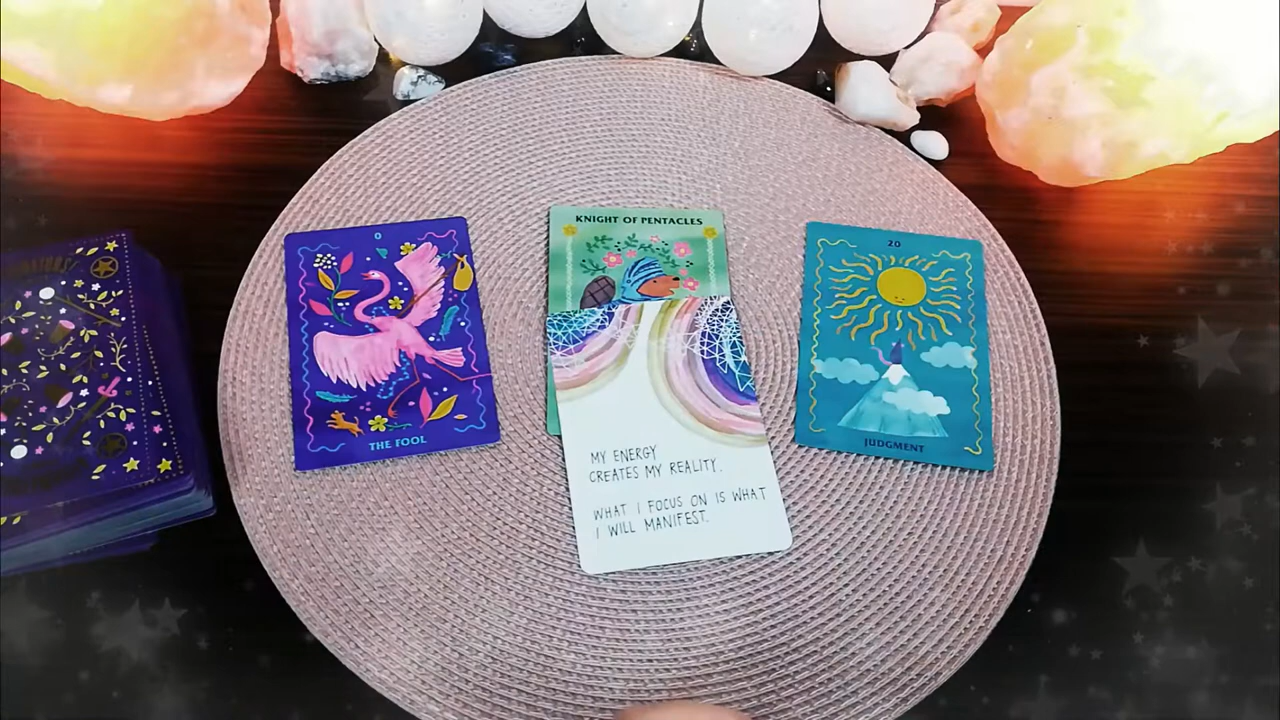 0
THE FOOL
KNIGHT OF PENTACLES
MY ENERGY
CREATES MY REALITY.
WHAT I FOCUS ON IS WHAT
I WILL MANIFEST.
20
JUDGMENT